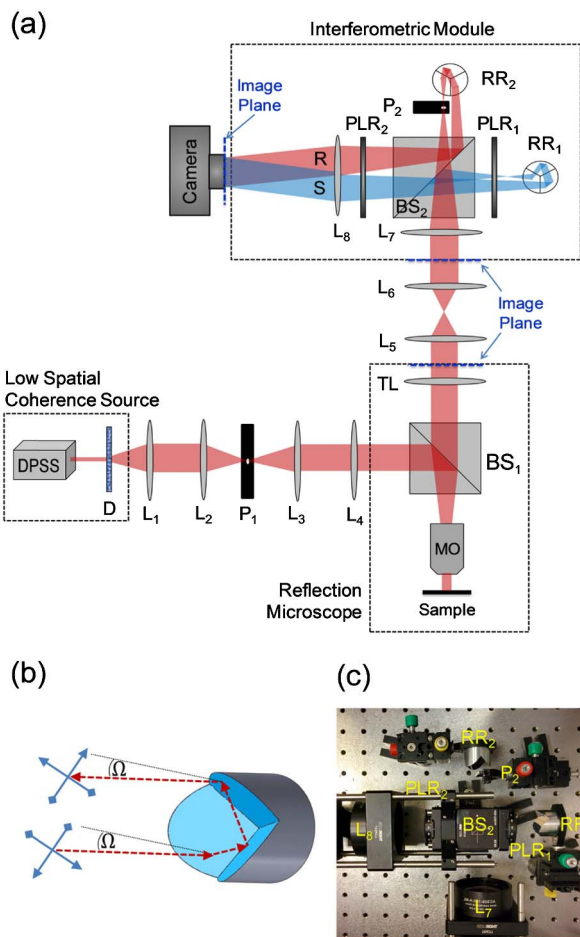 (a)
Interferometric Module
Image
Plane
RR₂
P₂
PLR₂
PLR₁
RR₁
Camera
R
S
BS₂
L₈
L₇
L₆
Image
Plane
L₅
TL
Low Spatial
Coherence Source
DPSS
BS₁
D
L₁
L₂
P₁
L₃
L₄
MO
Reflection
Microscope
Sample
(b)
(c)
Ω
Ω
RR₂
P₂
PLR₂
L₈
BS₂
RR
PLR₁
L₇